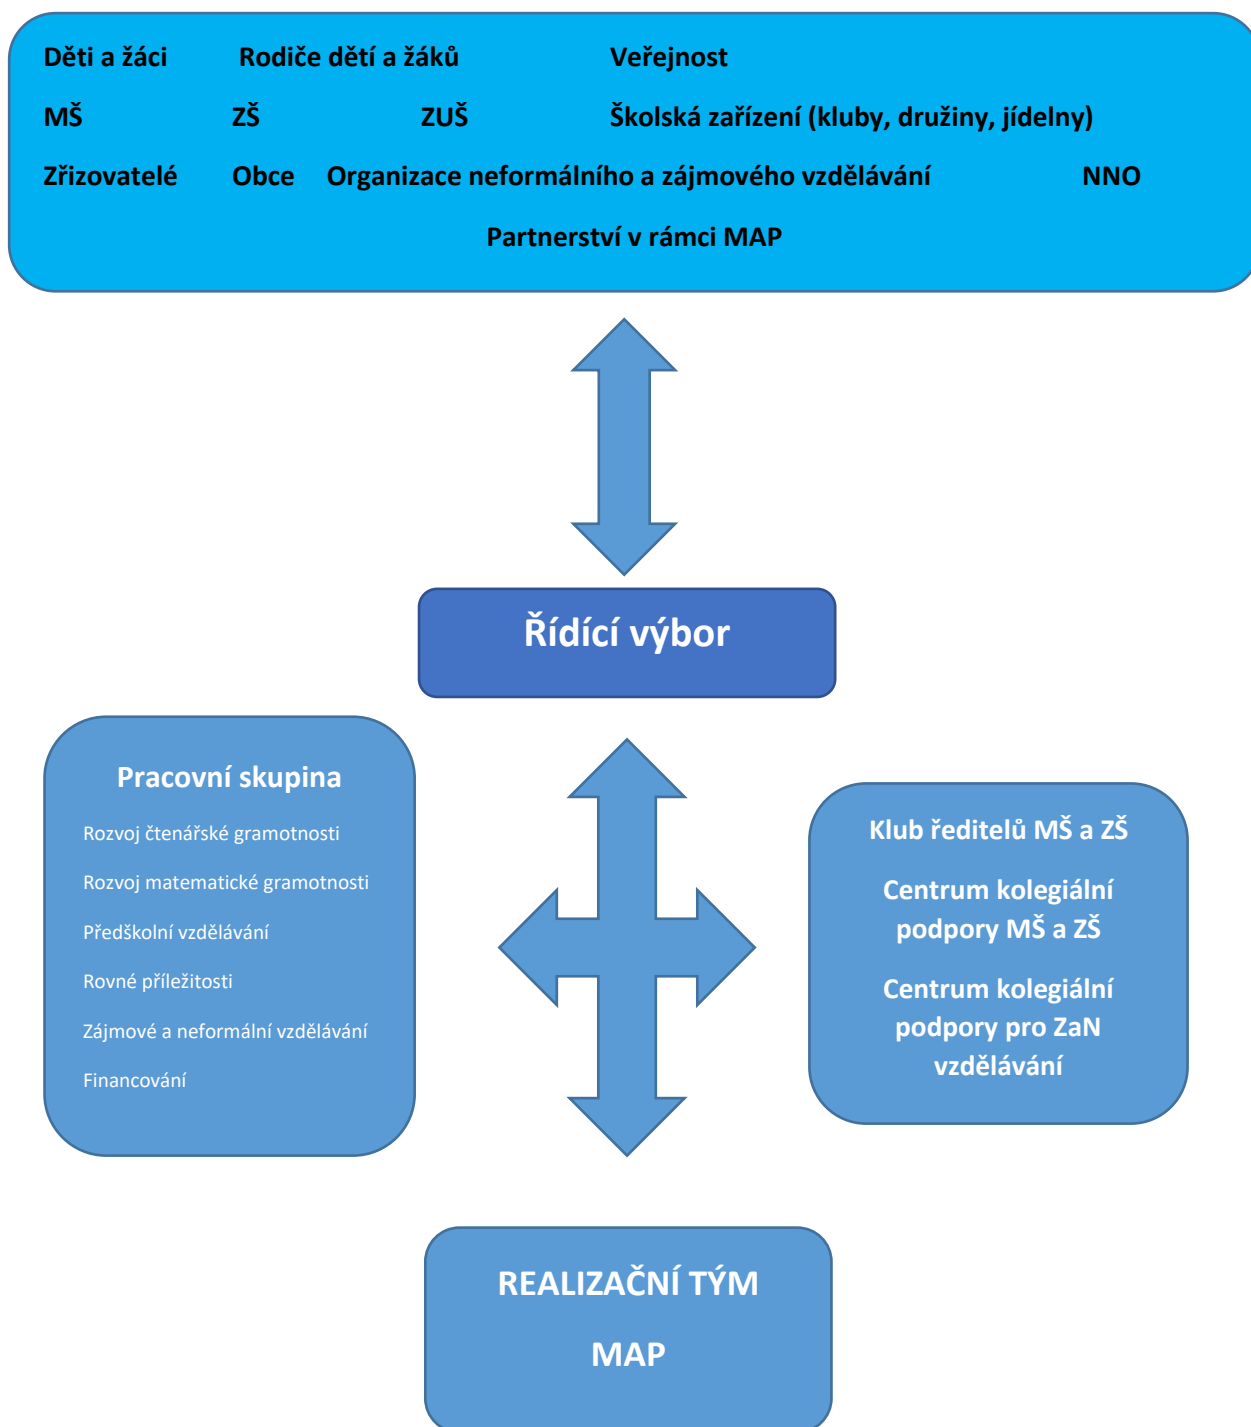 Děti a žáci Rodiče dětí a žáků Veřejnost
MŠ ZŠ ZUŠ Školská zařízení (kluby, družiny, jídelny)
Zřizovatelé Obce Organizace neformálního a zájmového vzdělávání NNO
Partnerství v rámci MAP
Řídící výbor
Pracovní skupina
Rozvoj čtenářské gramotnosti
Rozvoj matematické gramotnosti
Předškolní vzdělávání
Rovné příležitosti
Zájmové a neformální vzdělávání
Financování
Klub ředitelů MŠ a ZŠ
Centrum kolegiální
podpory MŠ a ZŠ
Centrum kolegiální
podpory pro ZaN
vzdělávání
REALIZAČNÍ TÝM
MAP